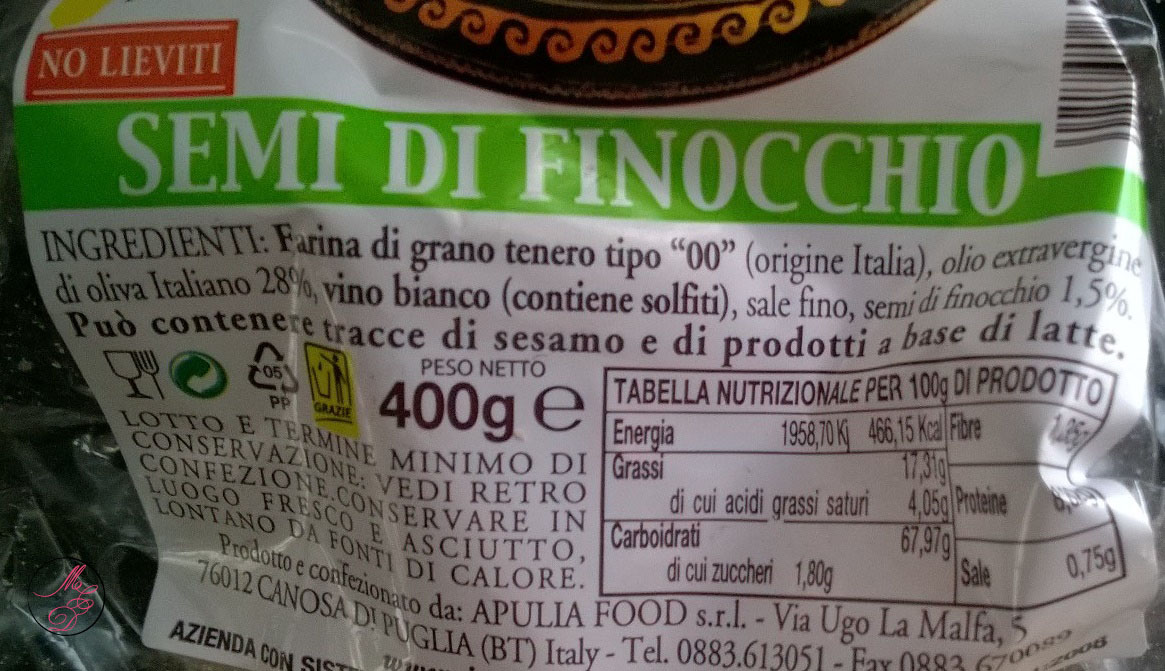 NO LIEVITI
SEMI DI FINOCCHIO
INGREDIENTI: Farina di grano tenero tipo “00” (origine Italia), olio extravergine
di oliva Italiano 28%, vino bianco (contiene solfiti), sale fino, semi di finocchio 1,5%.
Può contenere tracce di sesamo e di prodotti a base di latte.
05
PP
GRAZIE
PESO NETTO
400g e
LOTTO E TERMINE MINIMO DI
CONSERVAZIONE: VEDI RETRO
CONFEZIONE.CONSERVARE IN
LUOGO FRESCO E ASCIUTTO,
LONTANO DA FONTI DI CALORE.
TABELLA NUTRIZIONALE PER 100g DI PRODOTTO
Energia 1958,70 Kj 466,15 Kcal Fibre
Grassi 17,31g
di cui acidi grassi saturi 4,05g Proteine
Carboidrati 67,97g
di cui zuccheri 1,80g Sale 0,75g
Prodotto e confezionato da: APULIA FOOD s.r.l. - Via Ugo La Malfa, 5
76012 CANOSA DI PUGLIA (BT) Italy - Tel. 0883.613051 - Fax 0883
AZIENDA CON